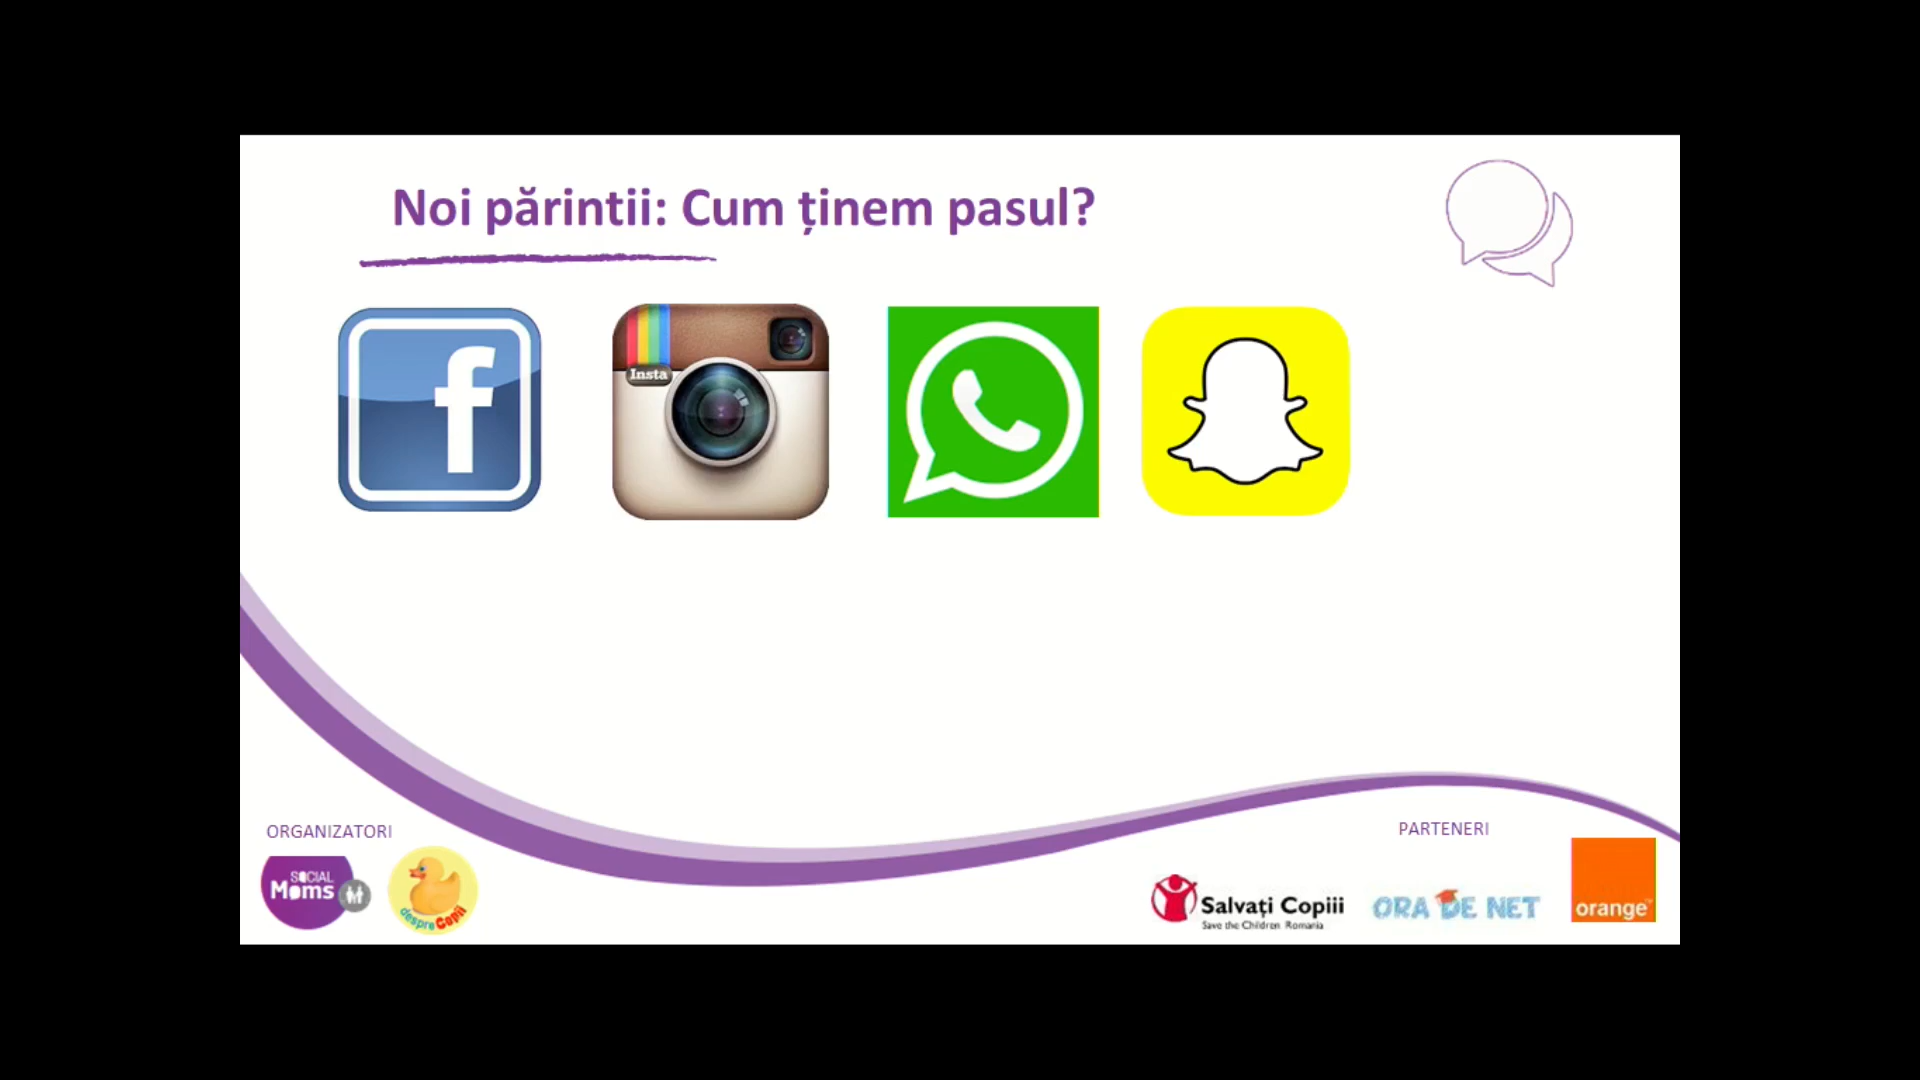 Noi părintii: Cum ținem pasul?
f
Insta
ORGANIZATORI
PARTENERI
SOCIAL
Moms
despre Copii
Salvați Copiii
Save the Children Romania
ORA DE NET
orange™